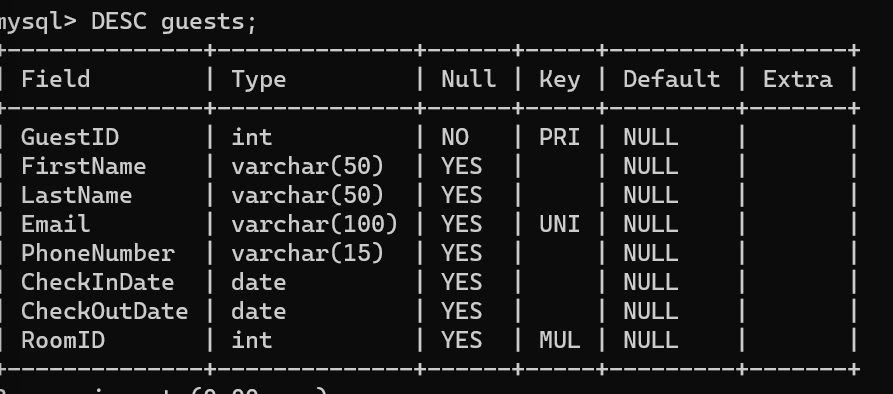 mysql> DESC guests;
+--------------+--------------+------+-----+---------+-------+
| Field        | Type         | Null | Key | Default | Extra |
+--------------+--------------+------+-----+---------+-------+
| GuestID      | int          | NO   | PRI | NULL    |       |
| FirstName    | varchar(50)  | YES  |     | NULL    |       |
| LastName     | varchar(50)  | YES  |     | NULL    |       |
| Email        | varchar(100) | YES  | UNI | NULL    |       |
| PhoneNumber  | varchar(15)  | YES  |     | NULL    |       |
| CheckInDate  | date         | YES  |     | NULL    |       |
| CheckOutDate | date         | YES  |     | NULL    |       |
| RoomID       | int          | YES  | MUL | NULL    |       |
+--------------+--------------+------+-----+---------+-------+